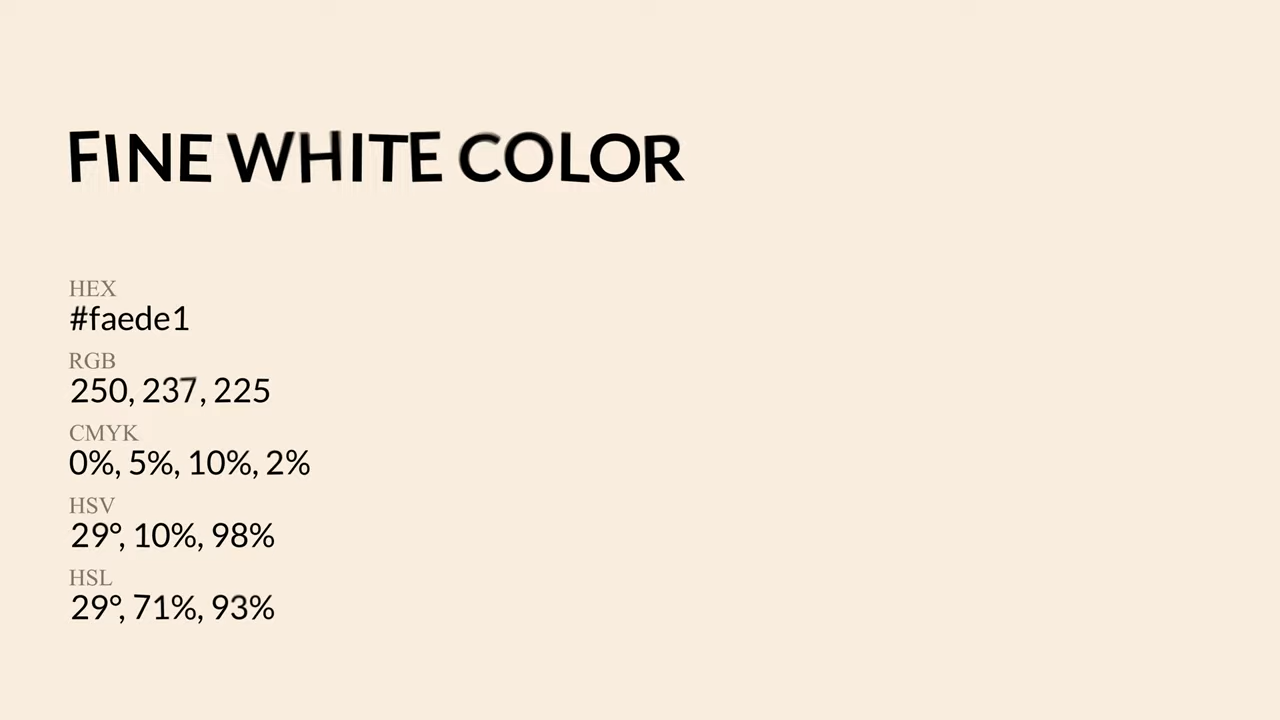 FINE WHITE COLOR
HEX
#faede1
RGB
250, 237, 225
CMYK
0%, 5%, 10%, 2%
HSV
29°, 10%, 98%
HSL
29°, 71%, 93%